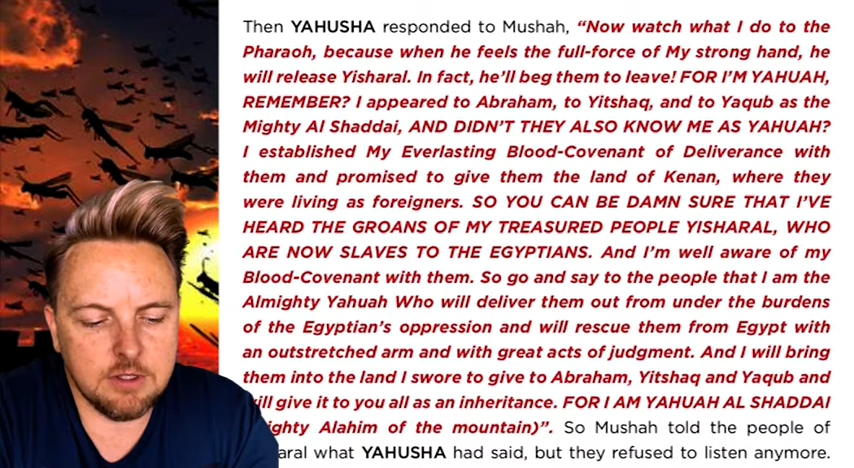 Then YAHUSHA responded to Mushah, “Now watch what I do to the
Pharaoh, because when he feels the full-force of My strong hand, he
will release Yisharal. In fact, he’ll beg them to leave! FOR I’M YAHUAH,
REMEMBER? I appeared to Abraham, to Yitshaq, and to Yaqub as the
Mighty Al Shaddai, AND DIDN’T THEY ALSO KNOW ME AS YAHUAH?
I established My Everlasting Blood-Covenant of Deliverance with
them and promised to give them the land of Kenan, where they
were living as foreigners. SO YOU CAN BE DAMN SURE THAT I’VE
HEARD THE GROANS OF MY TREASURED PEOPLE YISHARAL, WHO
ARE NOW SLAVES TO THE EGYPTIANS. And I’m well aware of my
Blood-Covenant with them. So go and say to the people that I am the
Almighty Yahuah Who will deliver them out from under the burdens
of the Egyptian’s oppression and will rescue them from Egypt with
an outstretched arm and with great acts of judgment. And I will bring
them into the land I swore to give to Abraham, Yitshaq and Yaqub and
will give it to you all as an inheritance. FOR I AM YAHUAH AL SHADDAI
ighty Alahim of the mountain)”. So Mushah told the people of
aral what YAHUSHA had said, but they refused to listen anymore.